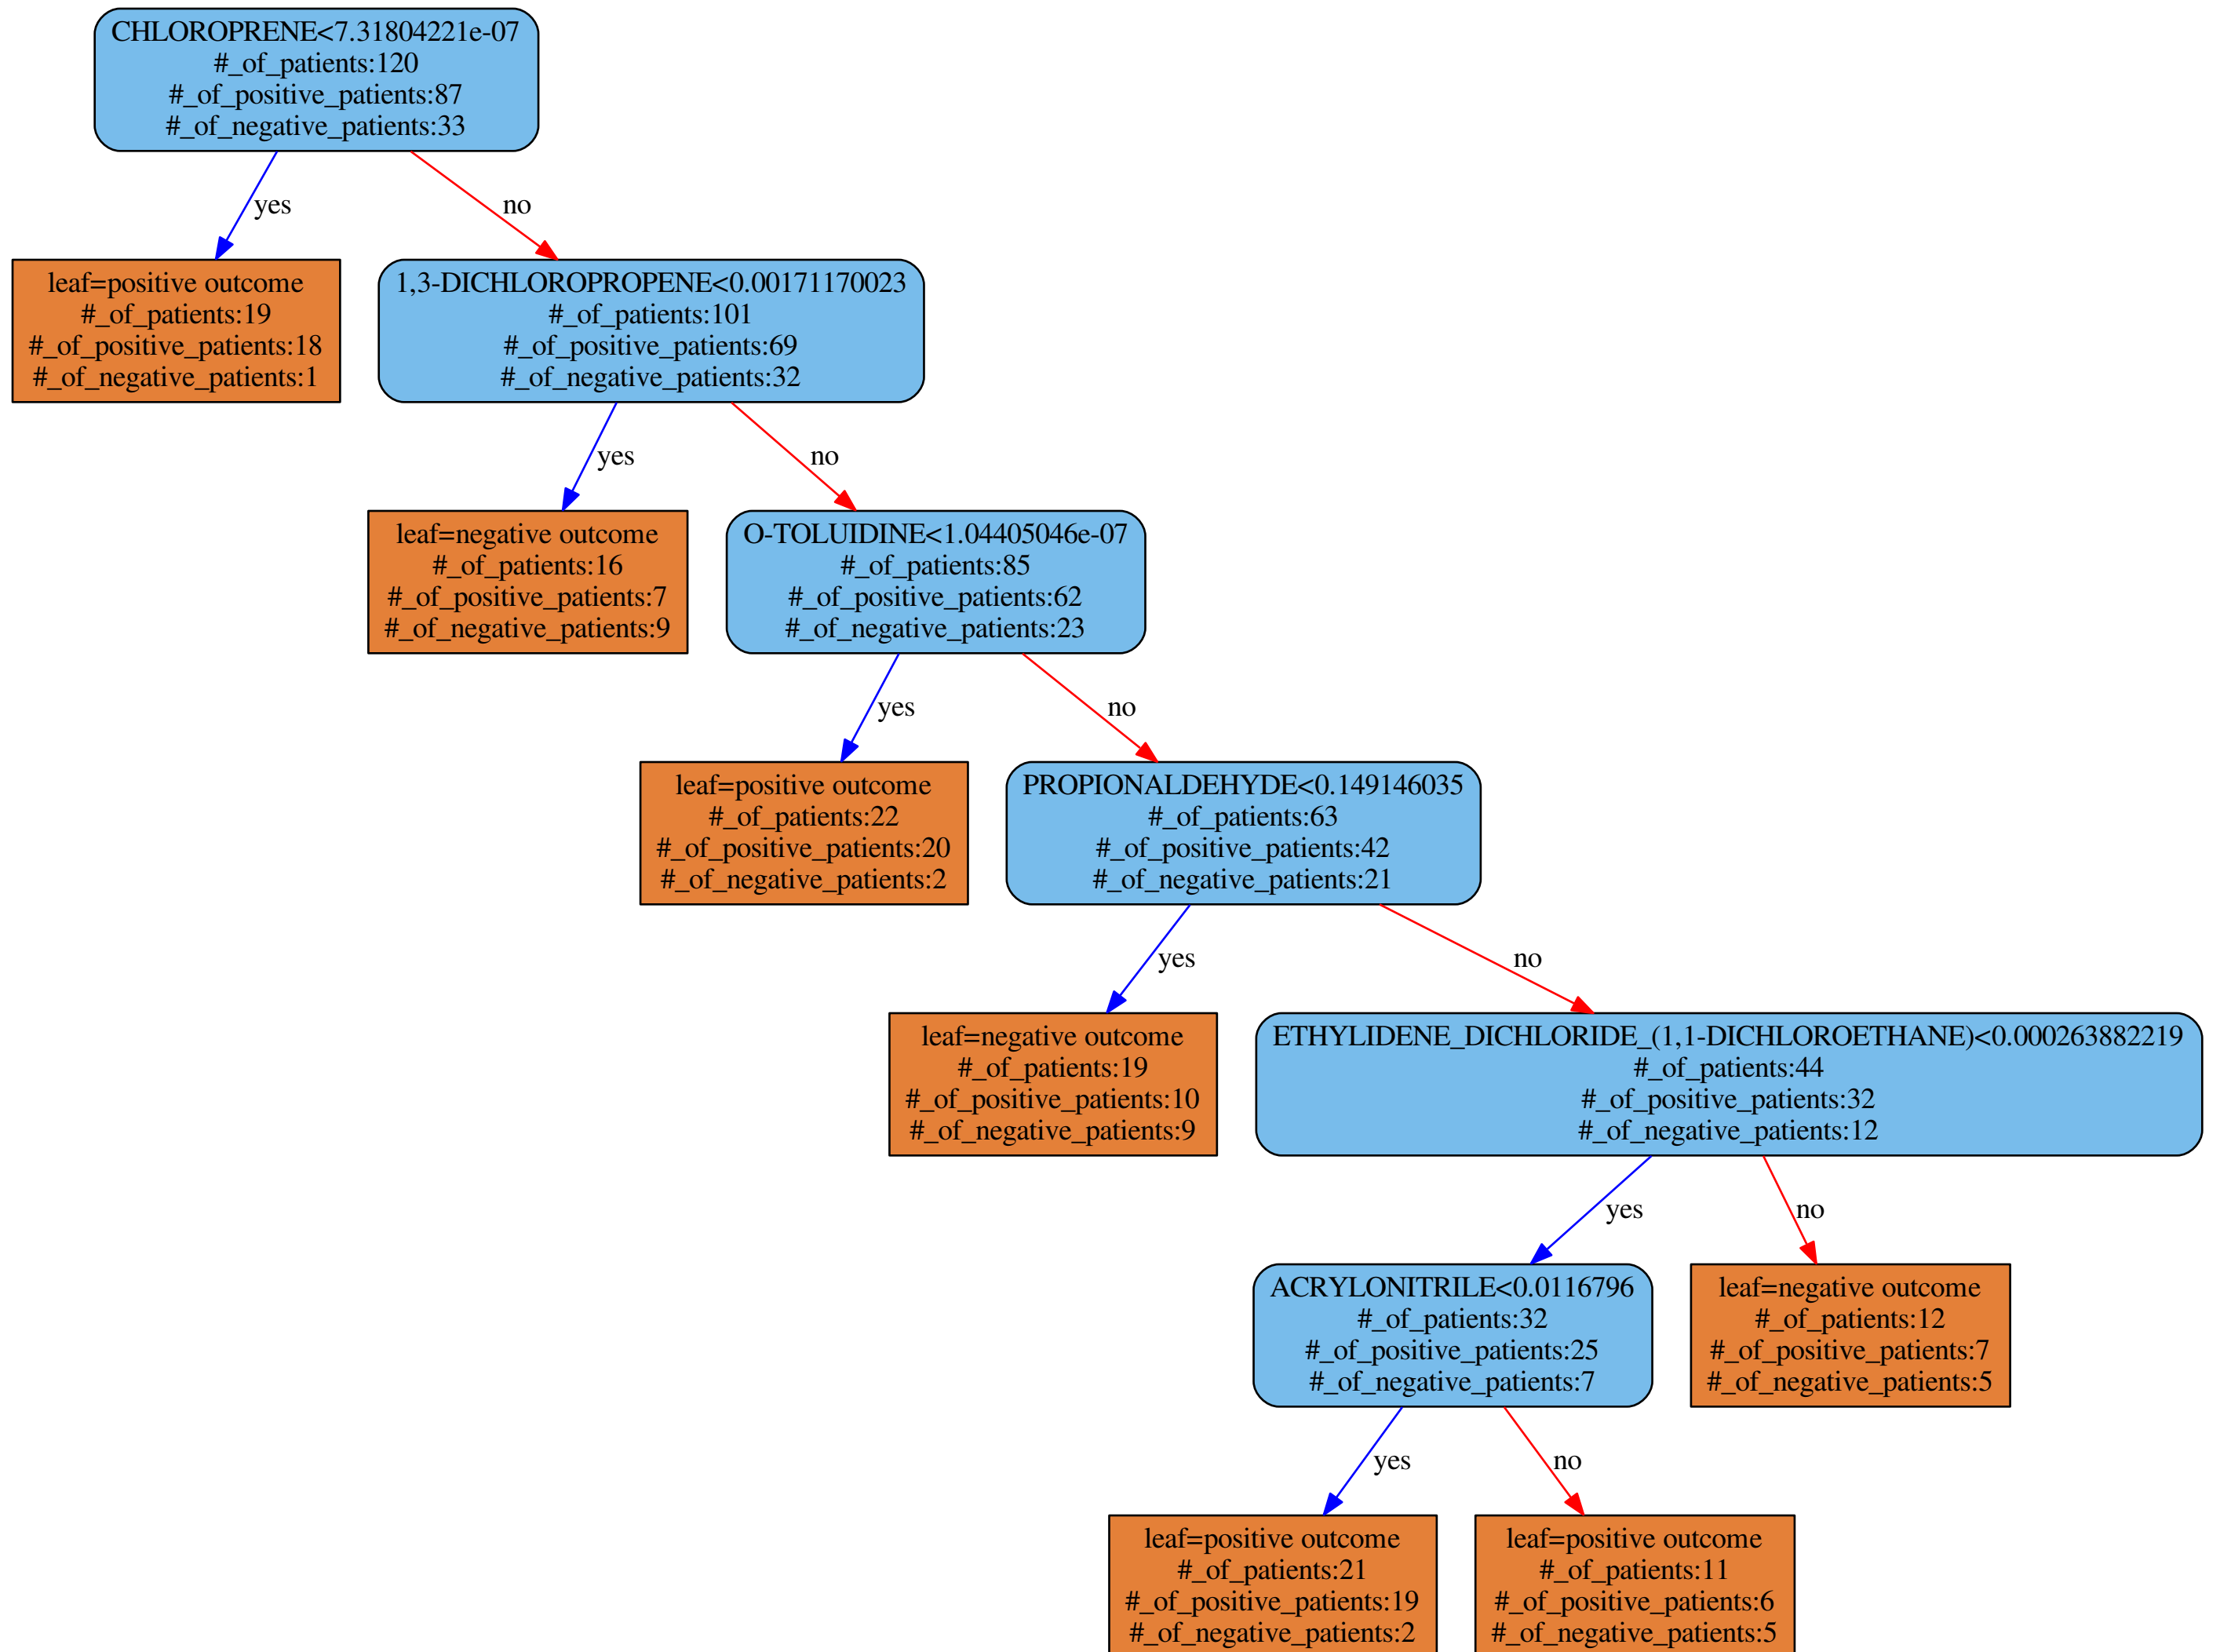 CHLOROPRENE<7.31804221e-07
#_of_patients:120
#_of_positive_patients:87
#_of_negative_patients:33
yes
no
leaf=positive outcome
#_of_patients:19
#_of_positive_patients:18
#_of_negative_patients:1
1,3-DICHLOROPROPENE<0.00171170023
#_of_patients:101
#_of_positive_patients:69
#_of_negative_patients:32
yes
no
leaf=negative outcome
#_of_patients:16
#_of_positive_patients:7
#_of_negative_patients:9
O-TOLUIDINE<1.04405046e-07
#_of_patients:85
#_of_positive_patients:62
#_of_negative_patients:23
yes
no
leaf=positive outcome
#_of_patients:22
#_of_positive_patients:20
#_of_negative_patients:2
PROPIONALDEHYDE<0.149146035
#_of_patients:63
#_of_positive_patients:42
#_of_negative_patients:21
yes
no
leaf=negative outcome
#_of_patients:19
#_of_positive_patients:10
#_of_negative_patients:9
ETHYLIDENE_DICHLORIDE_(1,1-DICHLOROETHANE)<0.000263882219
#_of_patients:44
#_of_positive_patients:32
#_of_negative_patients:12
yes
no
ACRYLONITRILE<0.0116796
#_of_patients:32
#_of_positive_patients:25
#_of_negative_patients:7
leaf=negative outcome
#_of_patients:12
#_of_positive_patients:7
#_of_negative_patients:5
yes
no
leaf=positive outcome
#_of_patients:21
#_of_positive_patients:19
#_of_negative_patients:2
leaf=positive outcome
#_of_patients:11
#_of_positive_patients:6
#_of_negative_patients:5